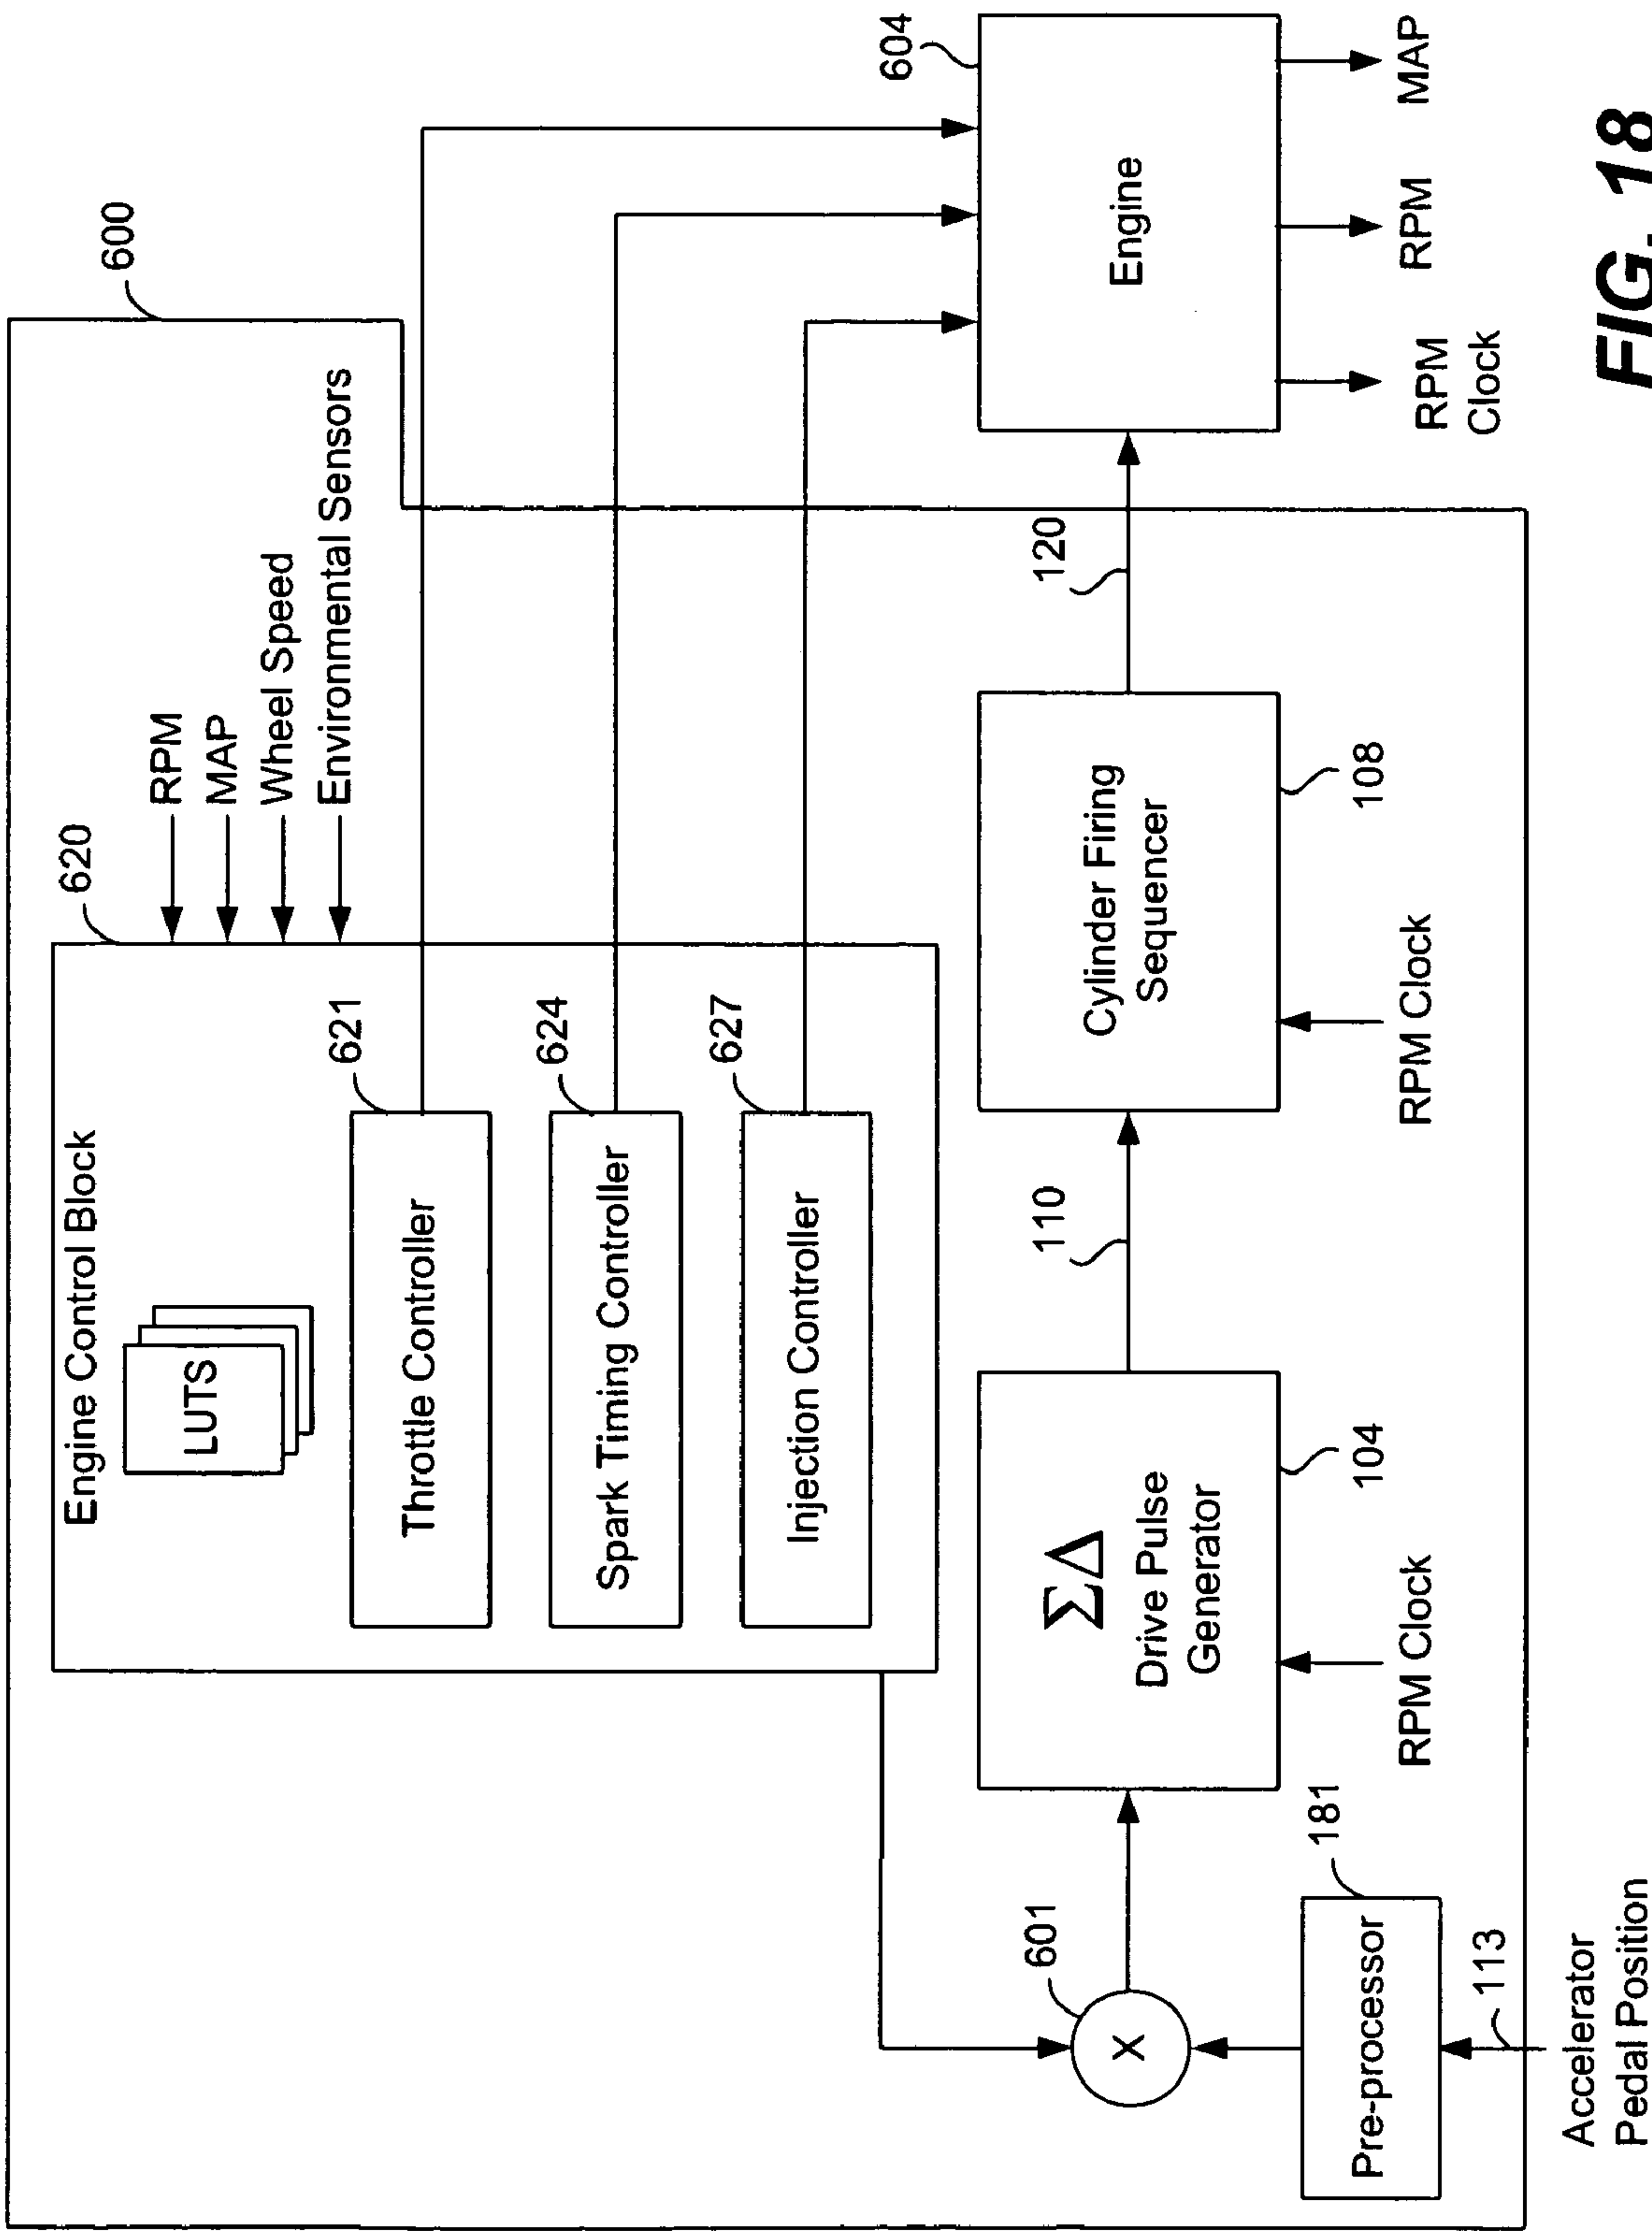 600
620
Engine Control Block
LUTS
RPM
MAP
Wheel Speed
Environmental Sensors
621
Throttle Controller
624
Spark Timing Controller
627
Injection Controller
604
Engine
601
X
ΣΔ
Drive Pulse
Generator
104
110
Cylinder Firing
Sequencer
108
120
RPM Clock
RPM Clock
RPM
Clock
RPM
MAP
181
Pre-processor
113
Accelerator
Pedal Position
FIG. 18